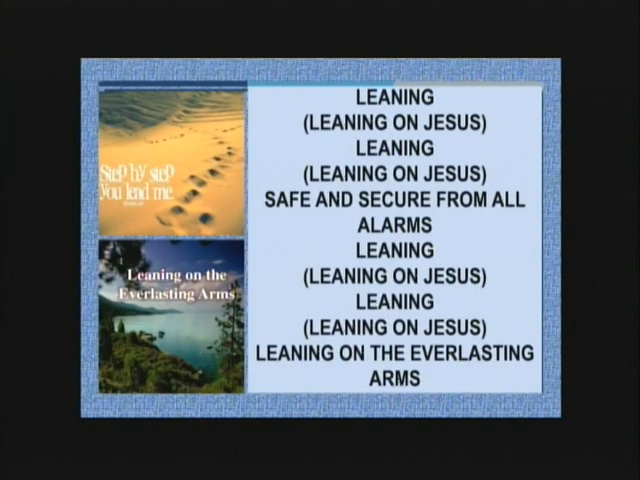 LEANING
(LEANING ON JESUS)
LEANING
(LEANING ON JESUS)
SAFE AND SECURE FROM ALL
ALARMS
LEANING
(LEANING ON JESUS)
LEANING
(LEANING ON JESUS)
LEANING ON THE EVERLASTING
ARMS
Step by step
You lead me
Leaning on the
Everlasting Arms